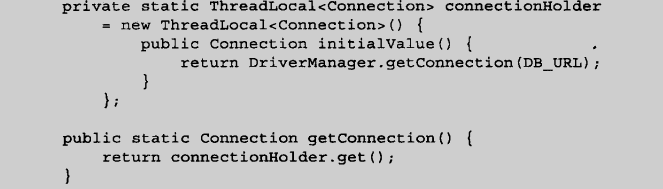 private static ThreadLocal<Connection> connectionHolder
= new ThreadLocal<Connection>() {
public Connection initialValue() {
return DriverManager.getConnection(DB_URL);
}
};
public static Connection getConnection() {
return connectionHolder.get();
}